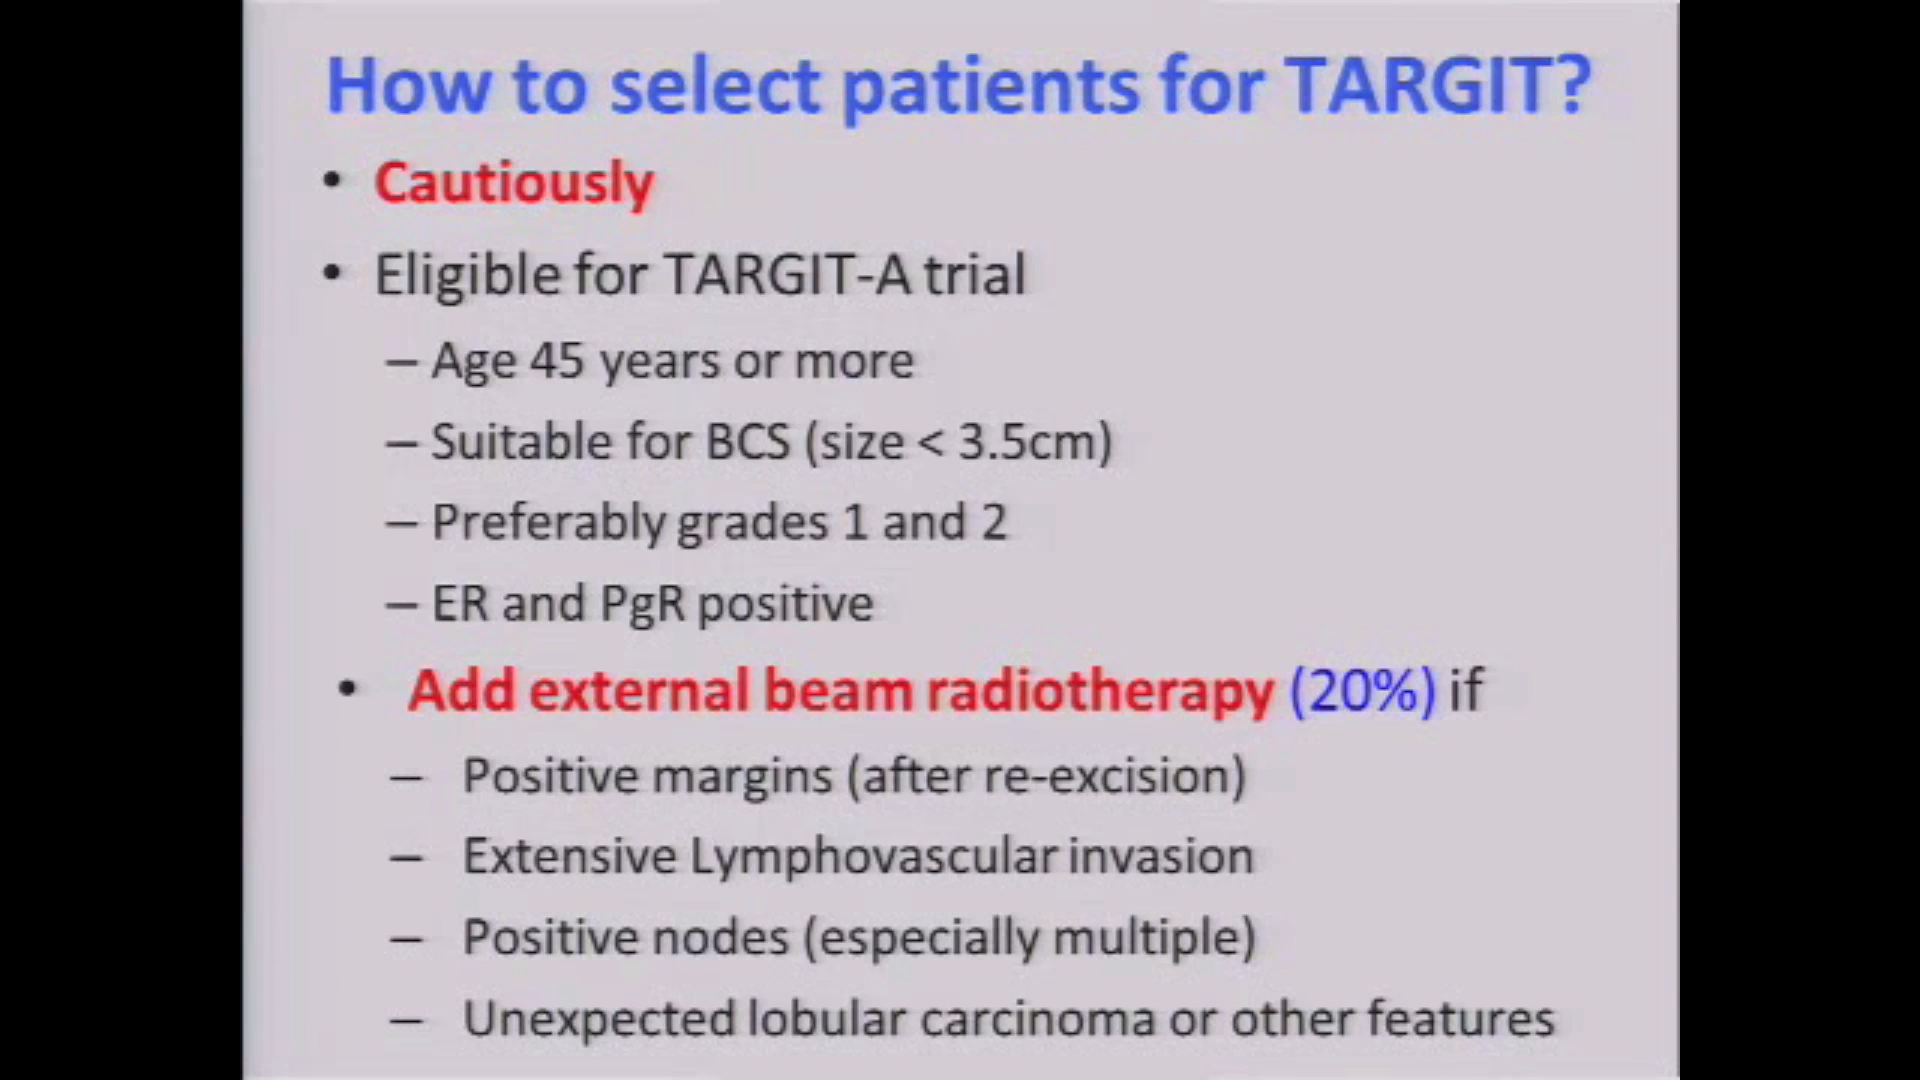 How to select patients for TARGIT?
• Cautiously
• Eligible for TARGIT-A trial
– Age 45 years or more
– Suitable for BCS (size < 3.5cm)
– Preferably grades 1 and 2
– ER and PgR positive
• Add external beam radiotherapy (20%) if
– Positive margins (after re-excision)
– Extensive Lymphovascular invasion
– Positive nodes (especially multiple)
– Unexpected lobular carcinoma or other features